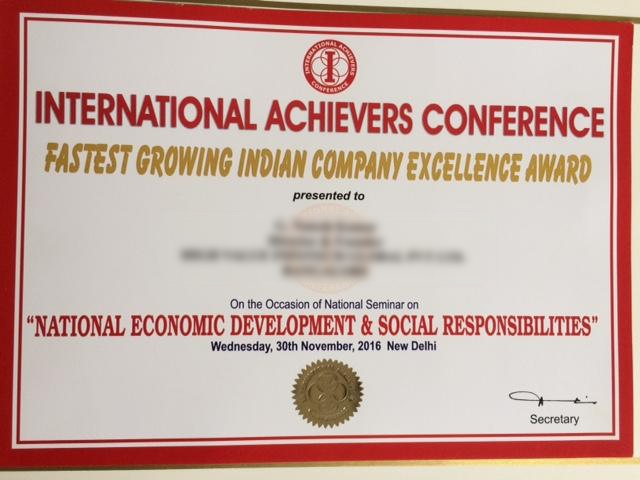 INTERNATIONAL ACHIEVERS
CONFERENCE
I
INTERNATIONAL ACHIEVERS CONFERENCE
FASTEST GROWING INDIAN COMPANY EXCELLENCE AWARD
presented to
On the Occasion of National Seminar on
"NATIONAL ECONOMIC DEVELOPMENT & SOCIAL RESPONSIBILITIES"
Wednesday, 30th November, 2016 New Delhi
Secretary